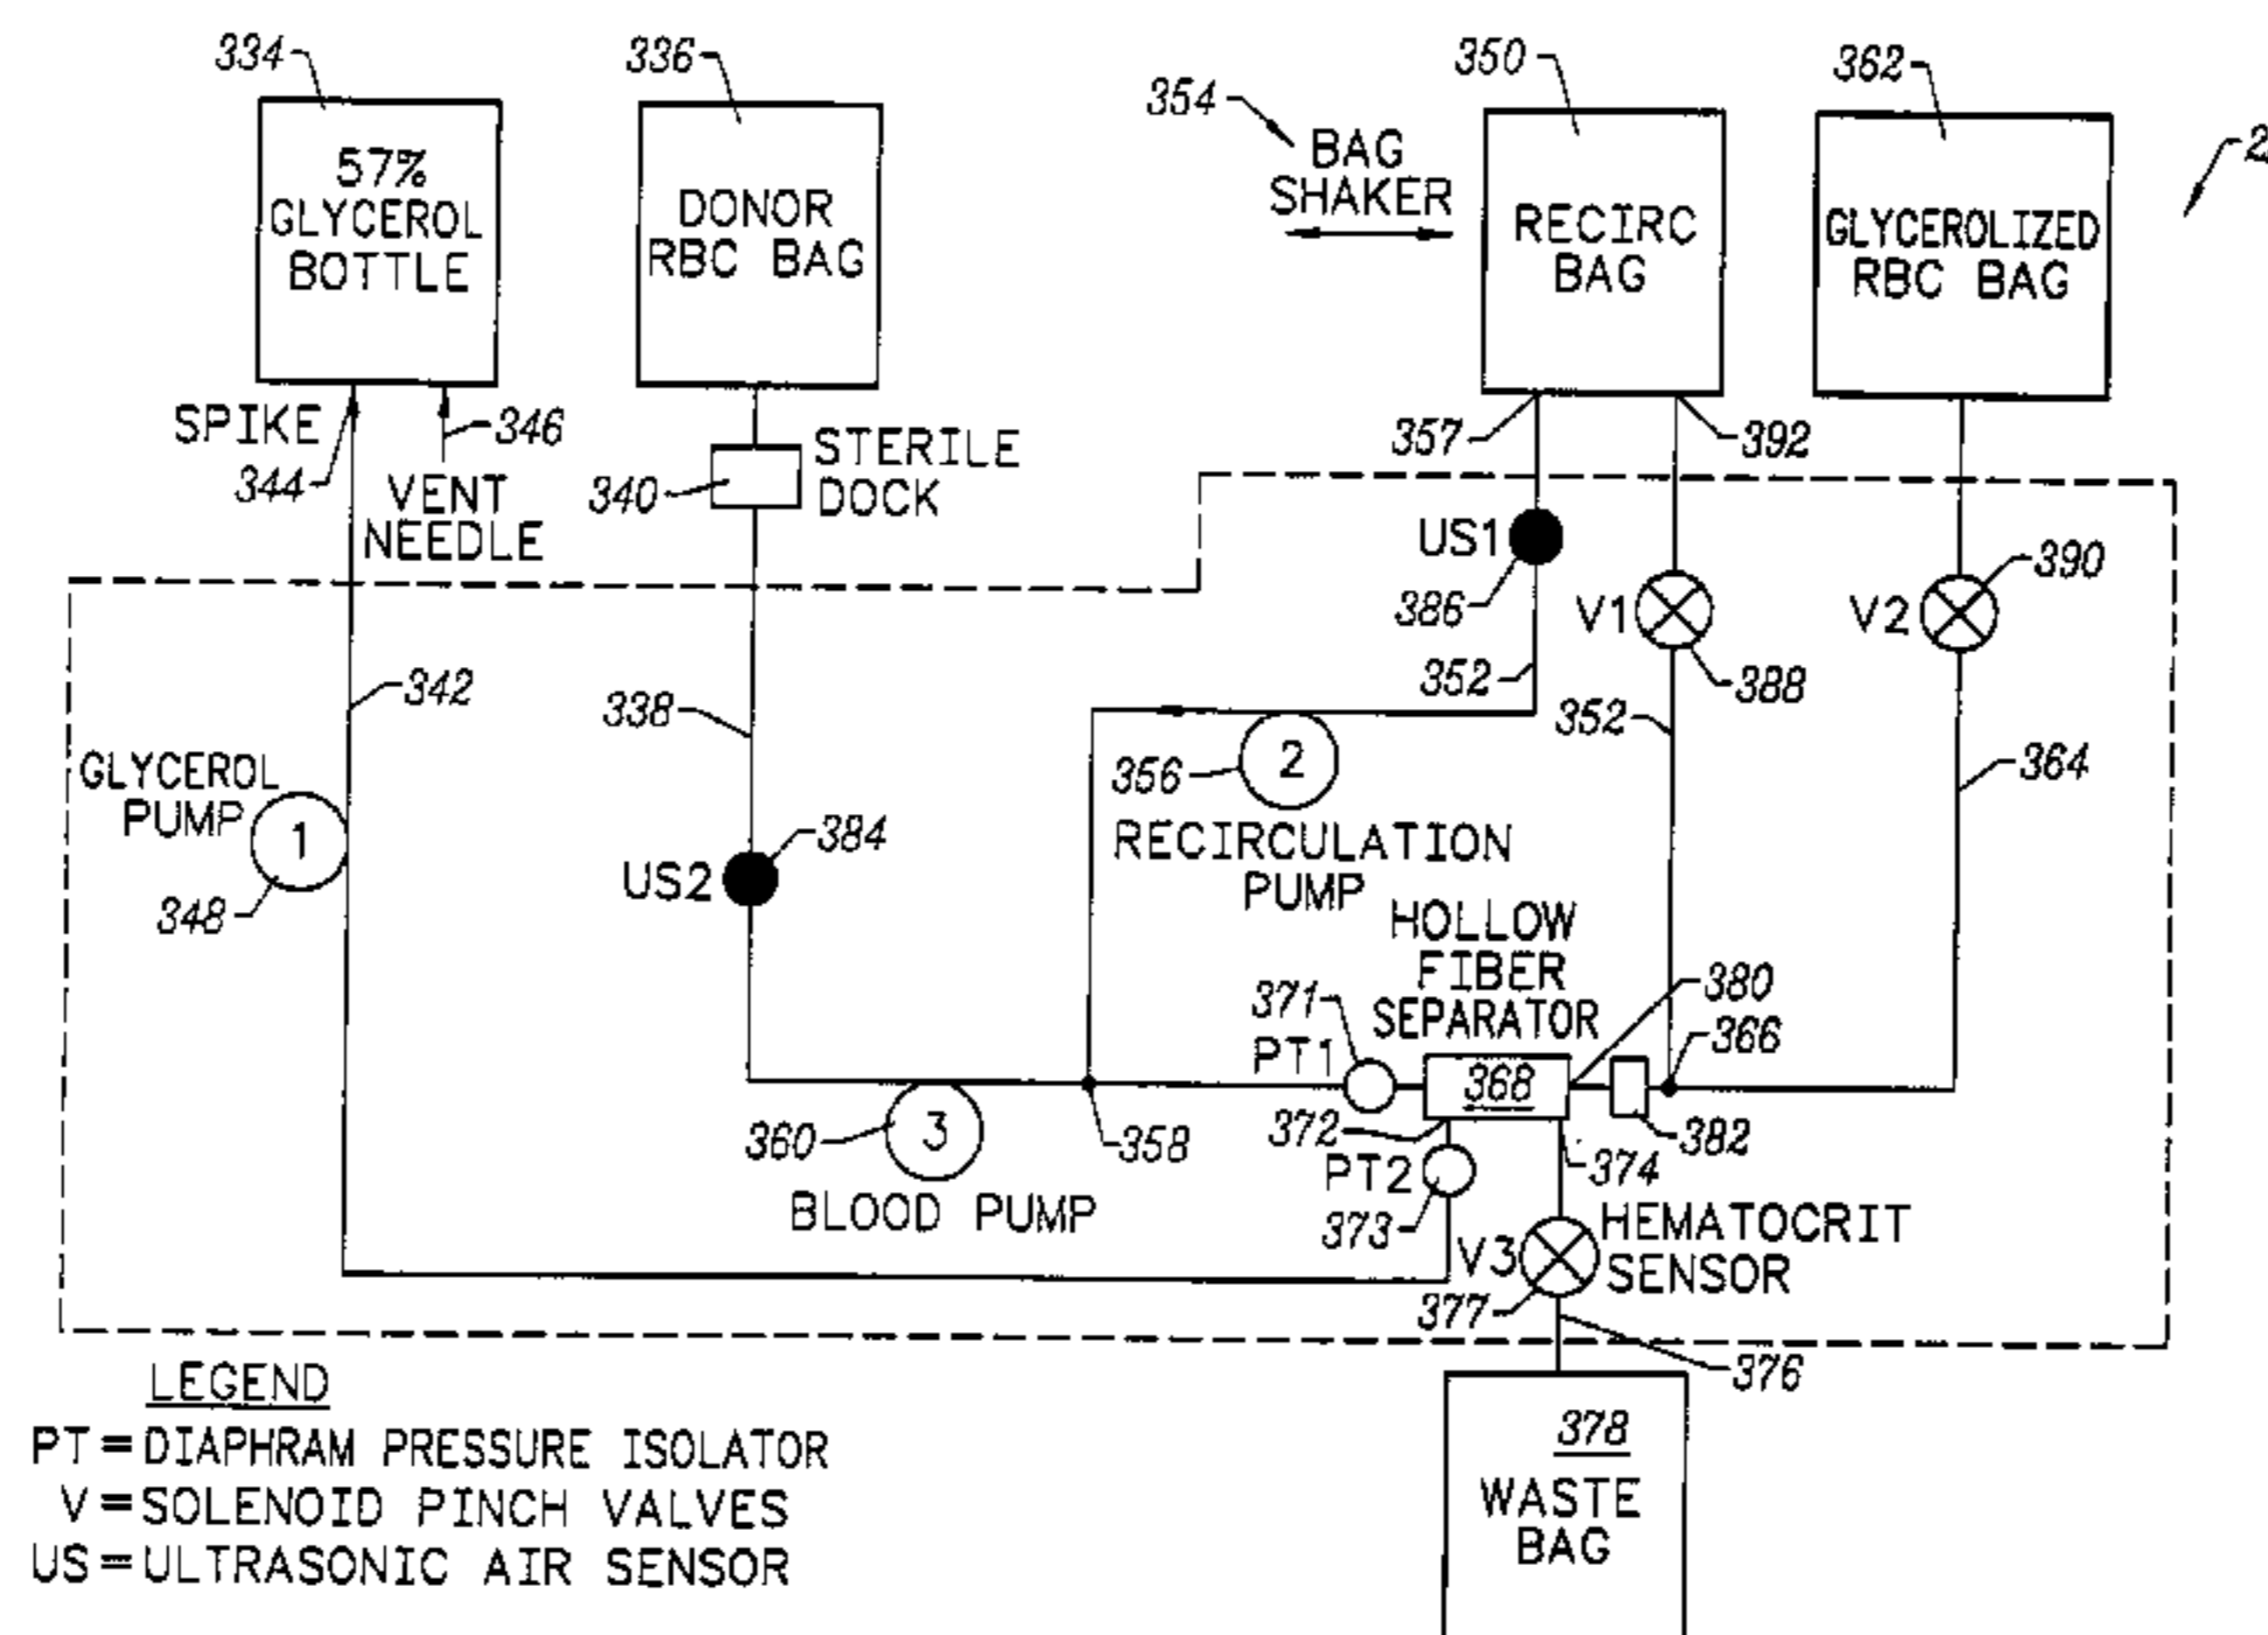 334
336
350
362
354
2
57%
GLYCEROL
BOTTLE
DONOR
RBC BAG
BAG
SHAKER
RECIRC
BAG
GLYCEROLIZED
RBC BAG
SPIKE
344
346
VENT
NEEDLE
340
STERILE
DOCK
357
392
US1
386
V1
388
V2
390
342
338
352
352
364
GLYCEROL
PUMP
1
348
US2
384
356
2
RECIRCULATION
PUMP
HOLLOW
FIBER
SEPARATOR
371
PT1
380
366
368
360
3
BLOOD PUMP
358
372
382
374
PT2
373
V3
377
HEMATOCRIT
SENSOR
376
LEGEND
PT = DIAPHRAM PRESSURE ISOLATOR
V = SOLENOID PINCH VALVES
US = ULTRASONIC AIR SENSOR
378
WASTE
BAG